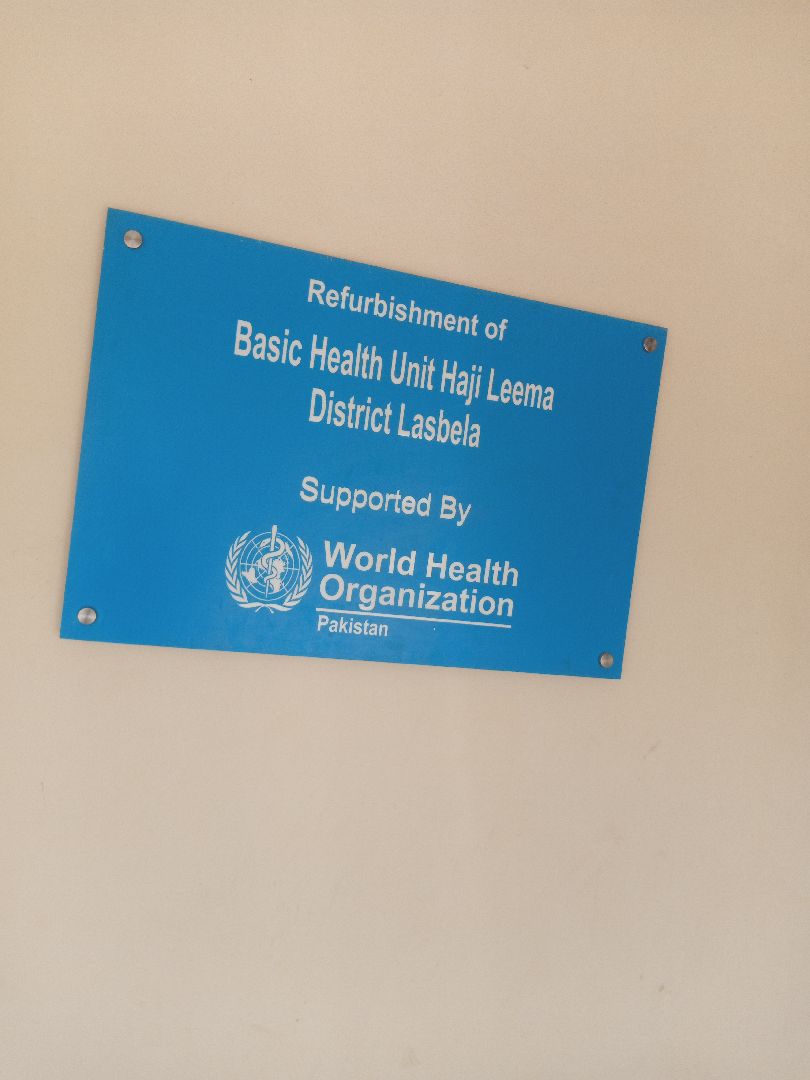 Refurbishment of
Basic Health Unit Haji Leema
District Lasbela
Supported By
World Health
Organization
Pakistan